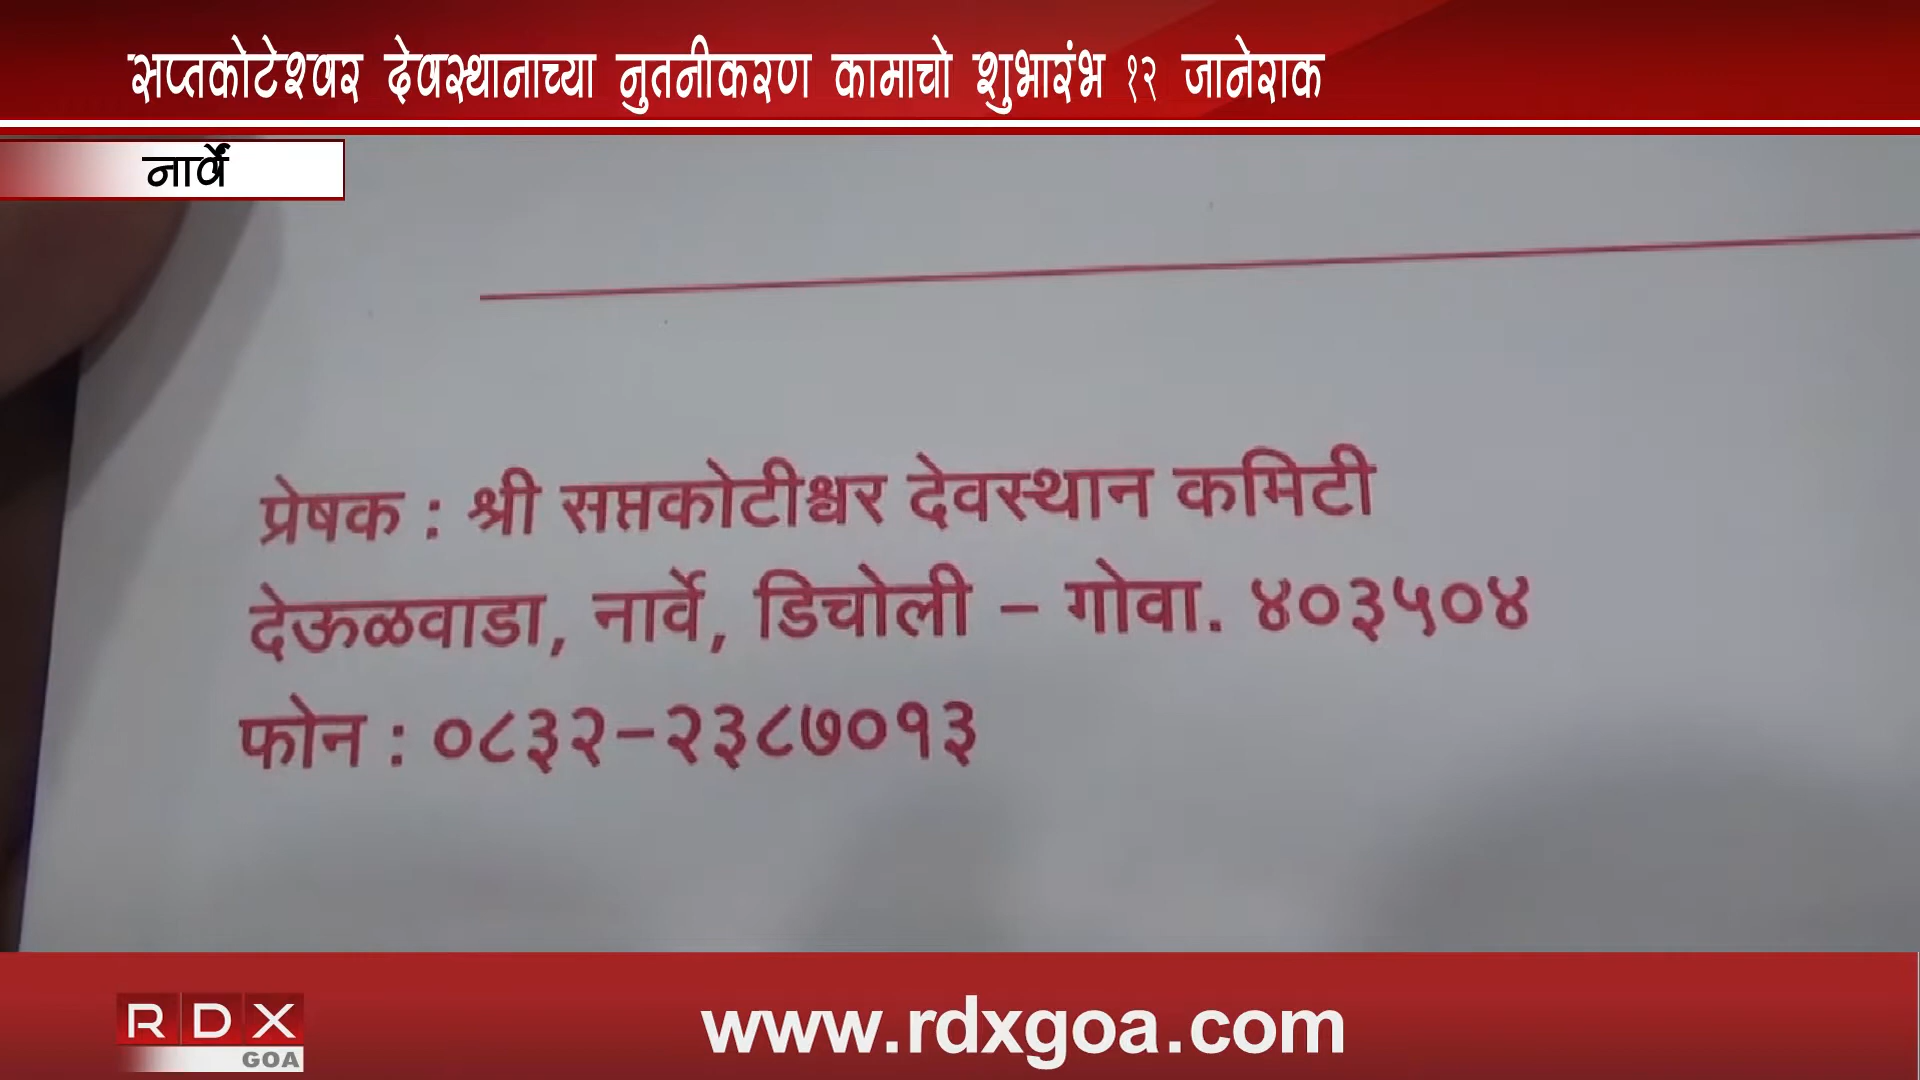 सप्तकोटेश्वर देवस्थानाच्या नुतनीकरण कामाचो शुभारंभ १२ जानेराक
नार्वे
प्रेषक : श्री सप्तकोटीश्वर देवस्थान कमिटी
देऊळवाडा, नार्वे, डिचोली – गोवा. ४०३५०४
फोन : ०८३२–२३८७०१३
RDX
GOA
www.rdxgoa.com